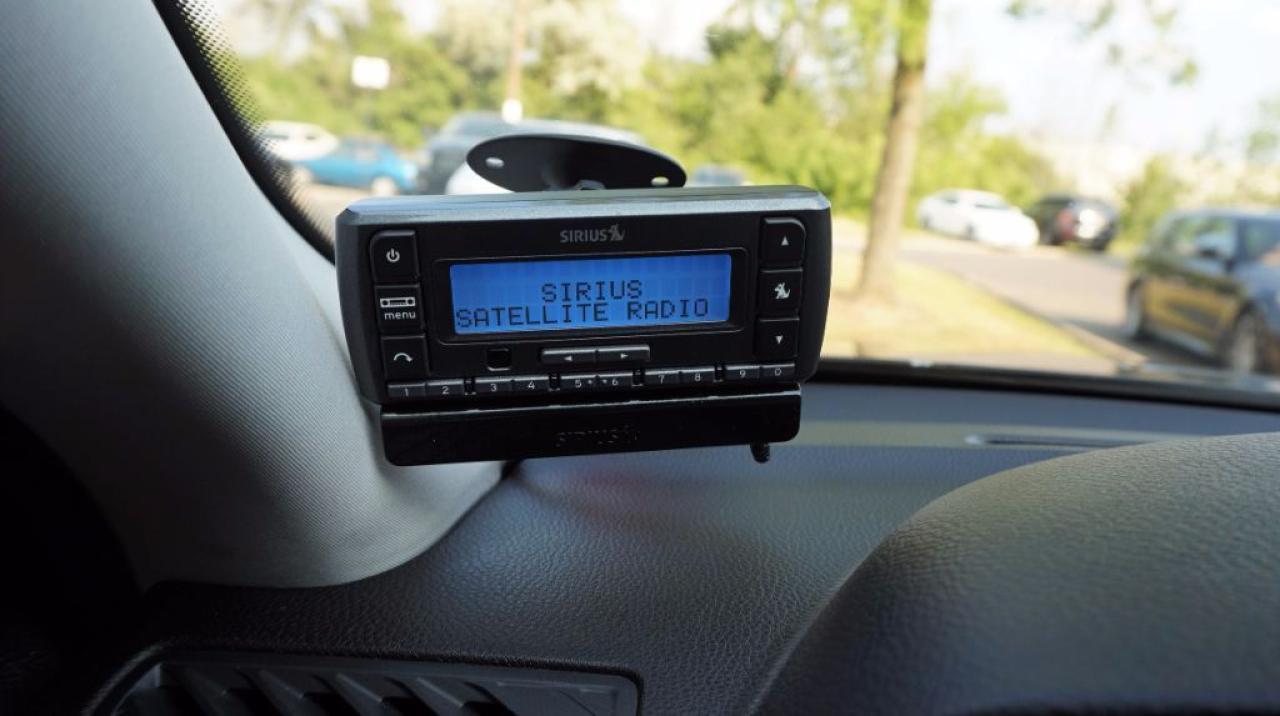 SIRIUS
SIRIUS
SATELLITE RADIO
menu
1 2 3 4 5 6 7 8 9 0
SIRIUS